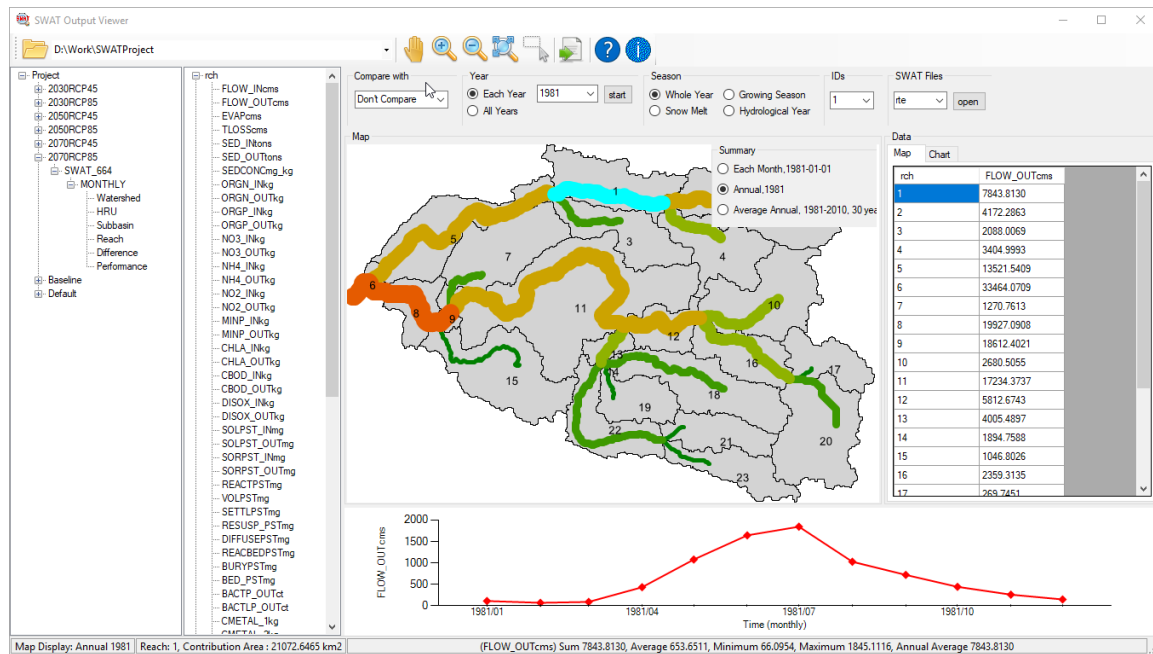 SWAT Output Viewer
D:\Work\SWATProject
Project
2030RCP45
2030RCP85
2050RCP45
2050RCP85
2070RCP45
2070RCP85
SWAT_664
MONTHLY
Watershed
HRU
Subbasin
Reach
Difference
Performance
Baseline
Default
rch
FLOW_INcms
FLOW_OUTcms
EVAPcms
TLOSScms
SED_INtons
SED_OUTtons
SEDCONCmg_kg
ORGN_INkg
ORGN_OUTkg
ORGP_INkg
ORGP_OUTkg
NO3_INkg
NO3_OUTkg
NH4_INkg
NH4_OUTkg
NO2_INkg
NO2_OUTkg
MINP_INkg
MINP_OUTkg
CHLA_INkg
CHLA_OUTkg
CBOD_INkg
CBOD_OUTkg
DISOX_INkg
DISOX_OUTkg
SOLPST_INmg
SOLPST_OUTmg
SORPST_INmg
SORPST_OUTmg
REACTPSTmg
VOLPSTmg
SETTLPSTmg
RESUSP_PSTmg
DIFFUSEPSTmg
REACBEDPSTmg
BURYPSTmg
BED_PSTmg
BACTP_OUTct
BACTLP_OUTct
CMETAL_1kg
Compare with
Don't Compare
Year
Each Year
1981
start
All Years
Season
Whole Year
Growing Season
Snow Melt
Hydrological Year
IDs
1
SWAT Files
rte
open
Map
Summary
Each Month,1981-01-01
Annual,1981
Average Annual, 1981-2010, 30 yea
1
3
4
5
7
6
8
9
10
11
12
13
14
15
16
17
18
19
20
21
22
23
Data
Map Chart
rch FLOW_OUTcms
1 7843.8130
2 4172.2863
3 2088.0069
4 3404.9993
5 13521.5409
6 33464.0709
7 1270.7613
8 19927.0908
9 18612.4021
10 2680.5055
11 17234.3737
12 5812.6743
13 4005.4897
14 1894.7588
15 1046.8026
16 2359.3135
17 269.7451
FLOW_OUTcms
2000
1500
1000
500
0
1981/01 1981/04 1981/07 1981/10
Time (monthly)
Map Display: Annual 1981
Reach: 1, Contribution Area : 21072.6465 km2
(FLOW_OUTcms) Sum 7843.8130, Average 653.6511, Minimum 66.0954, Maximum 1845.1116, Annual Average 7843.8130